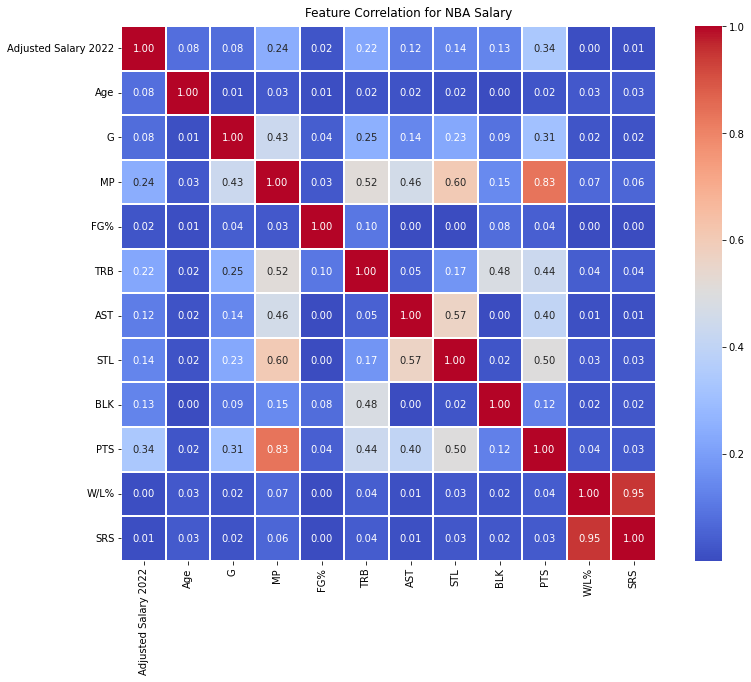 Feature Correlation for NBA Salary
Adjusted Salary 2022 1.00 0.08 0.08 0.24 0.02 0.22 0.12 0.14 0.13 0.34 0.00 0.01
Age 0.08 1.00 0.01 0.03 0.01 0.02 0.02 0.02 0.00 0.02 0.03 0.03
G 0.08 0.01 1.00 0.43 0.04 0.25 0.14 0.23 0.09 0.31 0.02 0.02
MP 0.24 0.03 0.43 1.00 0.03 0.52 0.46 0.60 0.15 0.83 0.07 0.06
FG% 0.02 0.01 0.04 0.03 1.00 0.10 0.00 0.00 0.08 0.04 0.00 0.00
TRB 0.22 0.02 0.25 0.52 0.10 1.00 0.05 0.17 0.48 0.44 0.04 0.04
AST 0.12 0.02 0.14 0.46 0.00 0.05 1.00 0.57 0.00 0.40 0.01 0.01
STL 0.14 0.02 0.23 0.60 0.00 0.17 0.57 1.00 0.02 0.50 0.03 0.03
BLK 0.13 0.00 0.09 0.15 0.08 0.48 0.00 0.02 1.00 0.12 0.02 0.02
PTS 0.34 0.02 0.31 0.83 0.04 0.44 0.40 0.50 0.12 1.00 0.04 0.03
W/L% 0.00 0.03 0.02 0.07 0.00 0.04 0.01 0.03 0.02 0.04 1.00 0.95
SRS 0.01 0.03 0.02 0.06 0.00 0.04 0.01 0.03 0.02 0.03 0.95 1.00
Adjusted Salary 2022 Age G MP FG% TRB AST STL BLK PTS W/L% SRS
1.0
0.8
0.6
0.4
0.2